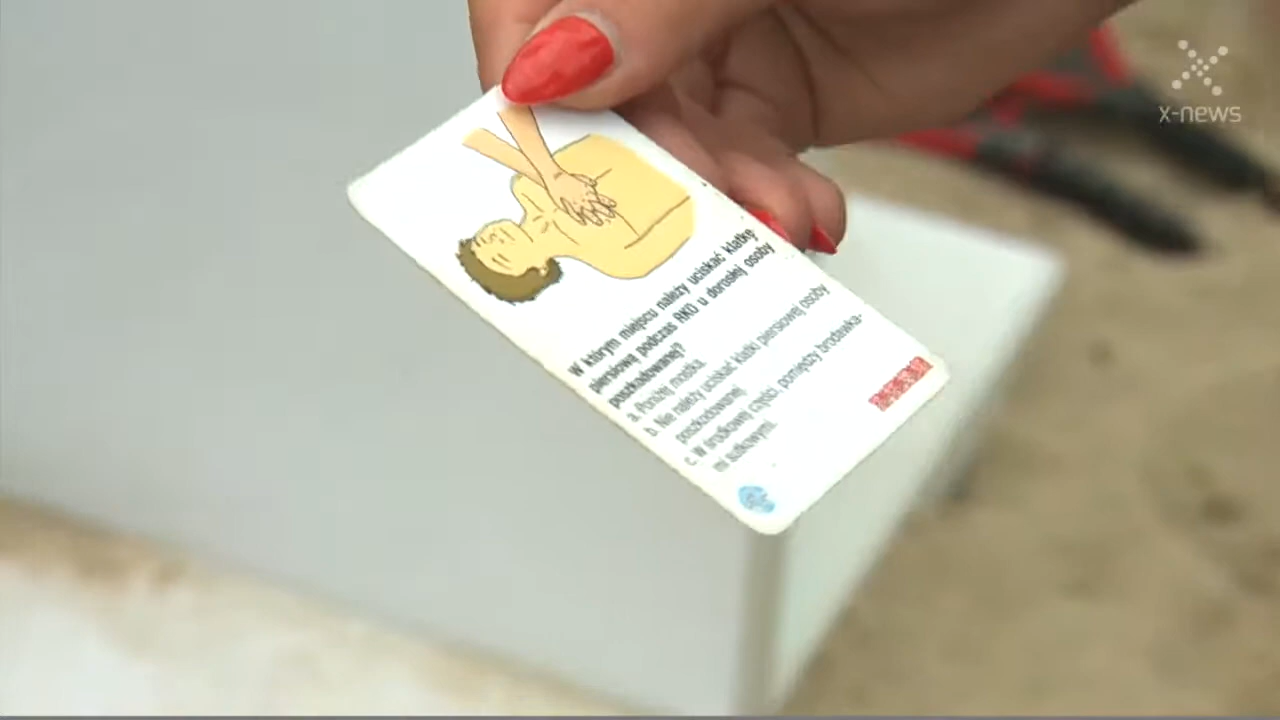 x-news
W którym miejscu należy uciskać klatkę
piersiową podczas RKO u dorosłej osoby
poszkodowanej?
a. Poniżej mostka.
b. Nie należy uciskać klatki piersiowej osoby
poszkodowanej.
c. W środkowej części, pomiędzy brodawka-
mi sutkowymi.